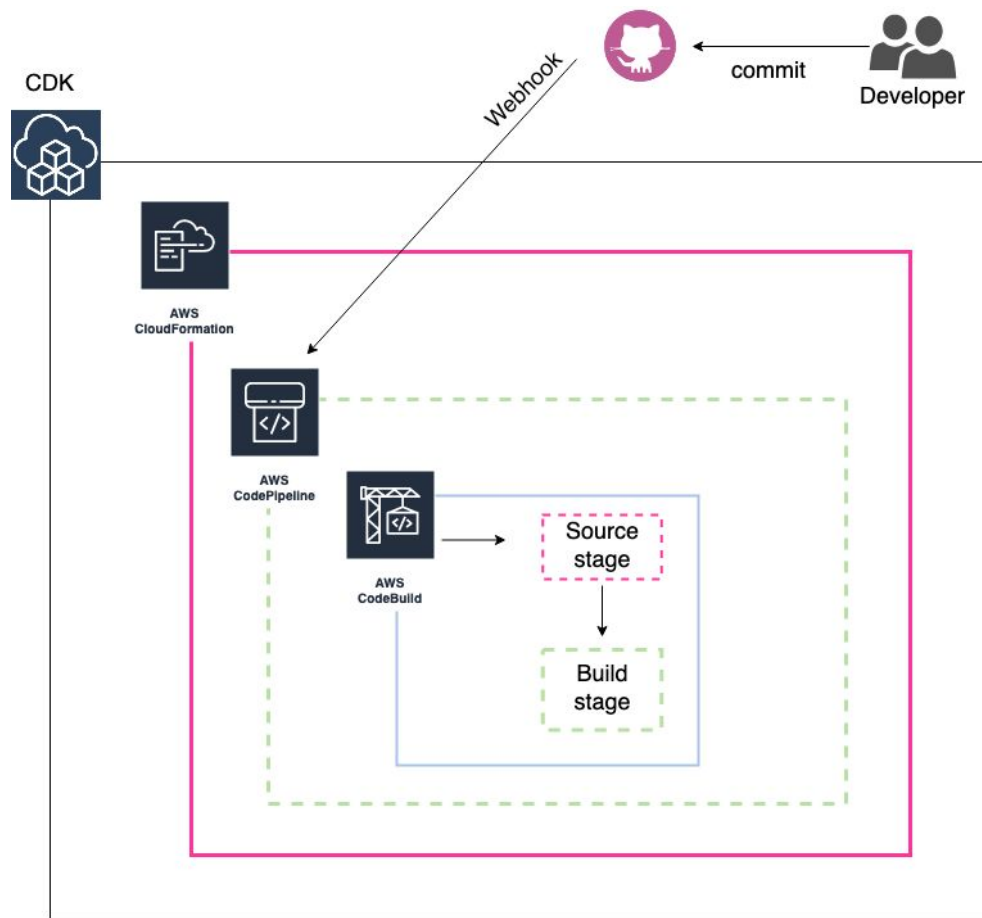 commit
Developer
CDK
Webhook
AWS
CloudFormation
</>
AWS
CodePipeline
</>
AWS
CodeBuild
Source
stage
Build
stage